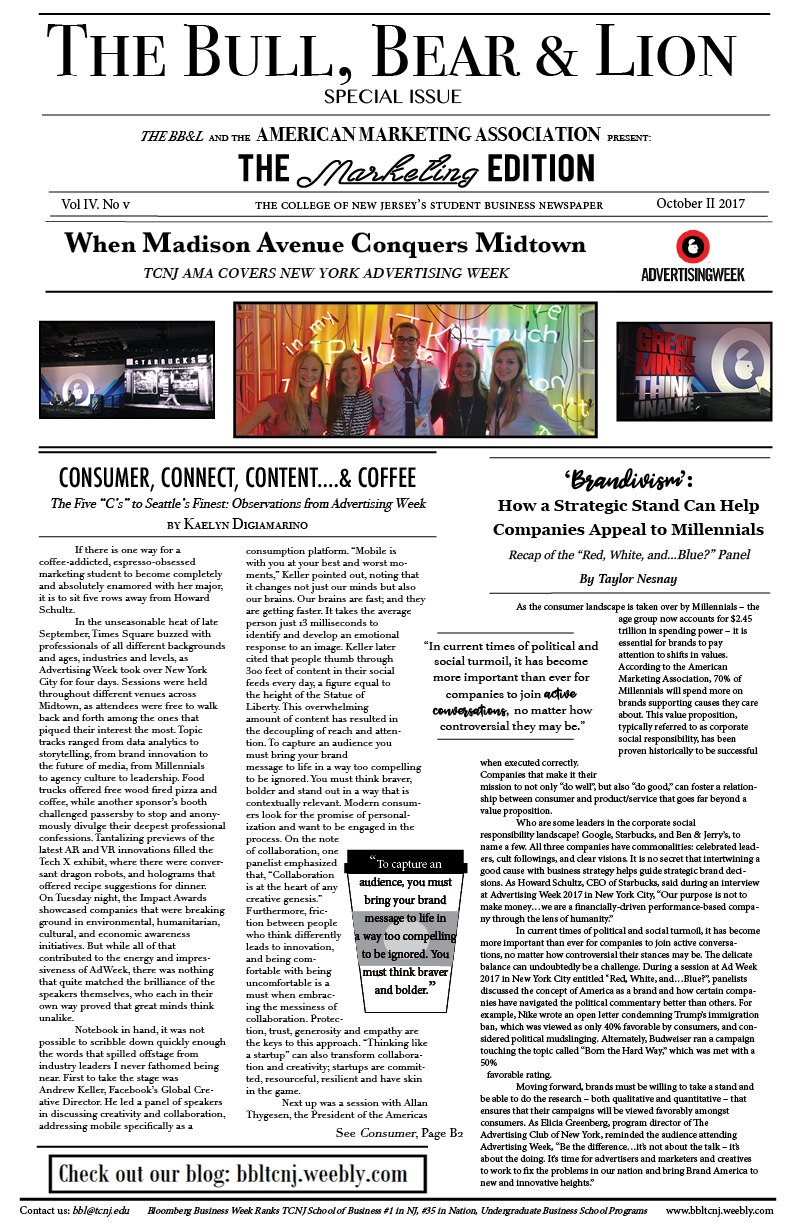 THE BULL, BEAR & LION
SPECIAL ISSUE
THE BB&L AND THE AMERICAN MARKETING ASSOCIATION PRESENT:
THE Marketing EDITION
Vol IV. No v
THE COLLEGE OF NEW JERSEY'S STUDENT BUSINESS NEWSPAPER
October II 2017
When Madison Avenue Conquers Midtown
TCNJ AMA COVERS NEW YORK ADVERTISING WEEK
ADVERTISINGWEEK
STARBUCKS
in my
much
GREAT
MINDS
THINK
UNALIKE
CONSUMER, CONNECT, CONTENT....& COFFEE
The Five "C's" to Seattle's Finest: Observations from Advertising Week
BY KAELYN DIGIAMARINO
If there is one way for a
coffee-addicted, espresso-obsessed
marketing student to become completely
and absolutely enamored with her major,
it is to sit five rows away from Howard
Schultz.
In the unseasonable heat of late
September, Times Square buzzed with
professionals of all different backgrounds
and ages, industries and levels, as
Advertising Week took over New York
City for four days. Sessions were held
throughout different venues across
Midtown, as attendees were free to walk
back and forth among the ones that
piqued their interest the most. Topic
tracks ranged from data analytics to
storytelling, from brand innovation to
the future of media, from Millennials
to agency culture to leadership. Food
trucks offered free wood fired pizza and
coffee, while another sponsor's booth
challenged passersby to stop and anony-
mously divulge their deepest professional
confessions. Tantalizing previews of the
latest AR and VR innovations filled the
Tech X exhibit, where there were conver-
sant dragon robots, and holograms that
offered recipe suggestions for dinner.
On Tuesday night, the Impact Awards
showcased companies that were breaking
ground in environmental, humanitarian,
cultural, and economic awareness
initiatives. But while all of that
contributed to the energy and impres-
siveness of AdWeek, there was nothing
that quite matched the brilliance of the
speakers themselves, who each in their
own way proved that great minds think
unalike.
Notebook in hand, it was not
possible to scribble down quickly enough
the words that spilled offstage from
industry leaders I never fathomed being
near. First to take the stage was
Andrew Keller, Facebok's Global Cre-
ative Director. He led a panel of speakers
in discussing creativity and collaboration,
addressing mobile specifically as a
consumption platform. "Mobile is
with you at your best and worst mo-
ments," Keller pointed out, noting that
it changes not just our minds but also
our brains. Our brains are fast; and they
are getting faster. It takes the average
person just 13 milliseconds to
identify and develop an emotional
response to an image. Keller later
cited that people thumb through
300 feet of content in their social
feeds every day, a figure equal to
the height of the Statue of
Liberty. This overwhelming
amount of content has resulted in
the decoupling of reach and atten-
tion. To capture an audience you
must bring your brand
message to life in a way too compelling
to be ignored. You must think braver,
bolder and stand out in a way that is
contextually relevant. Modern consum-
ers look for the promise of personal-
ization and want to be engaged in the
process. On the note
of collaboration, one
panelist emphasized
that, "Collaboration
is at the heart of any
creative genesis."
Furthermore, fric-
tion between people
who think differently
leads to innovation,
and being com-
fortable with being
uncomfortable is a
must when embrac-
ing the messiness of
collaboration. Protec-
tion, trust, generosity and empathy are
the keys to this approach. "Thinking like
a startup" can also transform collabora-
tion and creativity; startups are commit-
ted, resourceful, resilient and have skin
in the game.
Next up was a session with Allan
Thygesen, the President of the Americas
See Consumer, Page B2
"To capture an
audience, you must
bring your brand
message to life in
a way too compelling
to be ignored. You
must think braver
and bolder."
'Brandivism':
How a Strategic Stand Can Help
Companies Appeal to Millennials
Recap of the "Red, White, and...Blue?" Panel
By Taylor Nesnay
"In current times of political and
social turmoil, it has become
more important than ever for
companies to join active
conversations, no matter how
controversial they may be."
As the consumer landscape is taken over by Millennials – the
age group now accounts for $2.45
trillion in spending power – it is
essential for brands to pay
attention to shifts in values.
According to the American
Marketing Association, 70% of
Millennials will spend more on
brands supporting causes they care
about. This value proposition,
typically referred to as corporate
social responsibility, has been
proven historically to be successful
when executed correctly.
Companies that make it their
mission to not only "do well", but also "do good," can foster a relation-
ship between consumer and product/service that goes far beyond a
value proposition.
Who are some leaders in the corporate social
responsibility landscape? Google, Starbucks, and Ben & Jerry's, to
name a few. All three companies have commonalities: celebrated lead-
ers, cult followings, and clear visions. It is no secret that intertwining a
good cause with business strategy helps guide strategic brand deci-
sions. As Howard Schultz, CEO of Starbucks, said during an interview
at Advertising Week 2017 in New York City, "Our purpose is not to
make money…we are a financially-driven performance-based compa-
ny through the lens of humanity."
In current times of political and social turmoil, it has become
more important than ever for companies to join active conversa-
tions, no matter how controversial their stances may be. The delicate
balance can undoubtedly be a challenge. During a session at Ad Week
2017 in New York City entitled "Red, White, and…Blue?", panelists
discussed the concept of America as a brand and how certain compa-
nies have navigated the political commentary better than others. For
example, Nike wrote an open letter condemning Trump's immigration
ban, which was viewed as only 40% favorable by consumers, and con-
sidered political mudslinging. Alternately, Budweiser ran a campaign
touching the topic called "Born the Hard Way," which was met with a
50%
favorable rating.
Moving forward, brands must be willing to take a stand and
be able to do the research – both qualitative and quantitative – that
ensures that their campaigns will be viewed favorably amongst
consumers. As Elicia Greenberg, program director of The
Advertising Club of New York, reminded the audience attending
Advertising Week, "Be the difference…it's not about the talk – it's
about the doing. It's time for advertisers and marketers and creatives
to work to fix the problems in our nation and bring Brand America to
new and innovative heights."
Check out our blog: bbltcnj.weebly.com
Contact us: bbl@tcnj.edu
Bloomberg Business Week Ranks TCNJ School of Business #1 in NJ, #35 in Nation, Undergraduate Business School Programs
www.bbltcnj.weebly.com